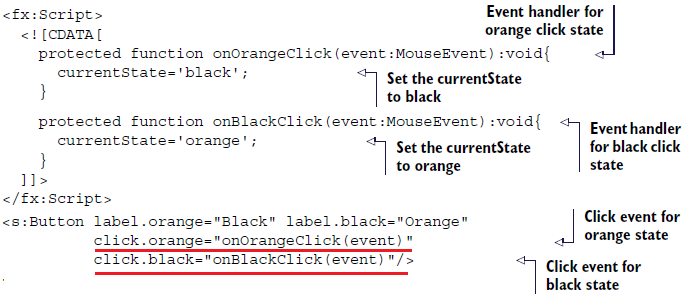 <fx:Script>
<![CDATA[
Event handler for
orange click state
protected function onOrangeClick(event:MouseEvent):void{
currentState='black';
Set the currentState
to black
}
protected function onBlackClick(event:MouseEvent):void{
Event handler
for black click
state
currentState='orange';
Set the currentState
to orange
}
]]>
</fx:Script>
<s:Button label.orange="Black" label.black="Orange"
click.orange="onOrangeClick(event)"
Click event for
orange state
click.black="onBlackClick(event)"/>
Click event for
black state